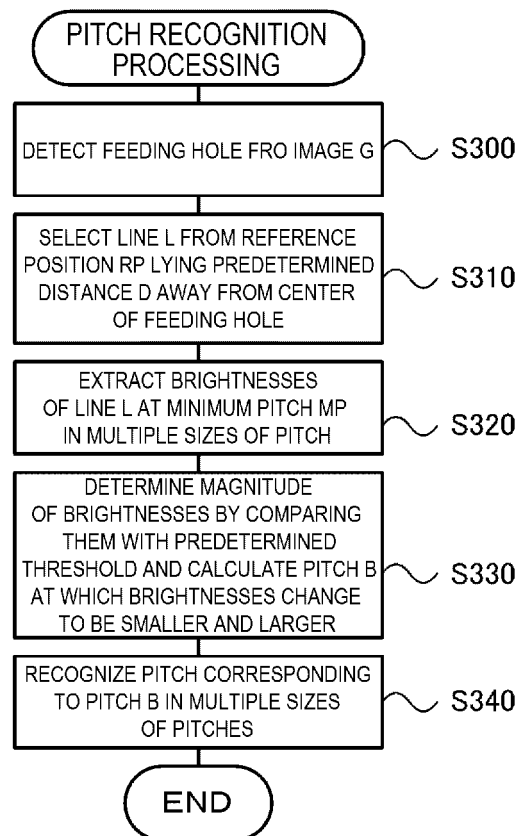 PITCH RECOGNITION
PROCESSING
DETECT FEEDING HOLE FRO IMAGE G
S300
SELECT LINE L FROM REFERENCE
POSITION RP LYING PREDETERMINED
DISTANCE D AWAY FROM CENTER
OF FEEDING HOLE
S310
EXTRACT BRIGHTNESSES
OF LINE L AT MINIMUM PITCH MP
IN MULTIPLE SIZES OF PITCH
S320
DETERMINE MAGNITUDE
OF BRIGHTNESSES BY COMPARING
THEM WITH PREDETERMINED
THRESHOLD AND CALCULATE PITCH B
AT WHICH BRIGHTNESSES CHANGE
TO BE SMALLER AND LARGER
S330
RECOGNIZE PITCH CORRESPONDING
TO PITCH B IN MULTIPLE SIZES
OF PITCHES
S340
END